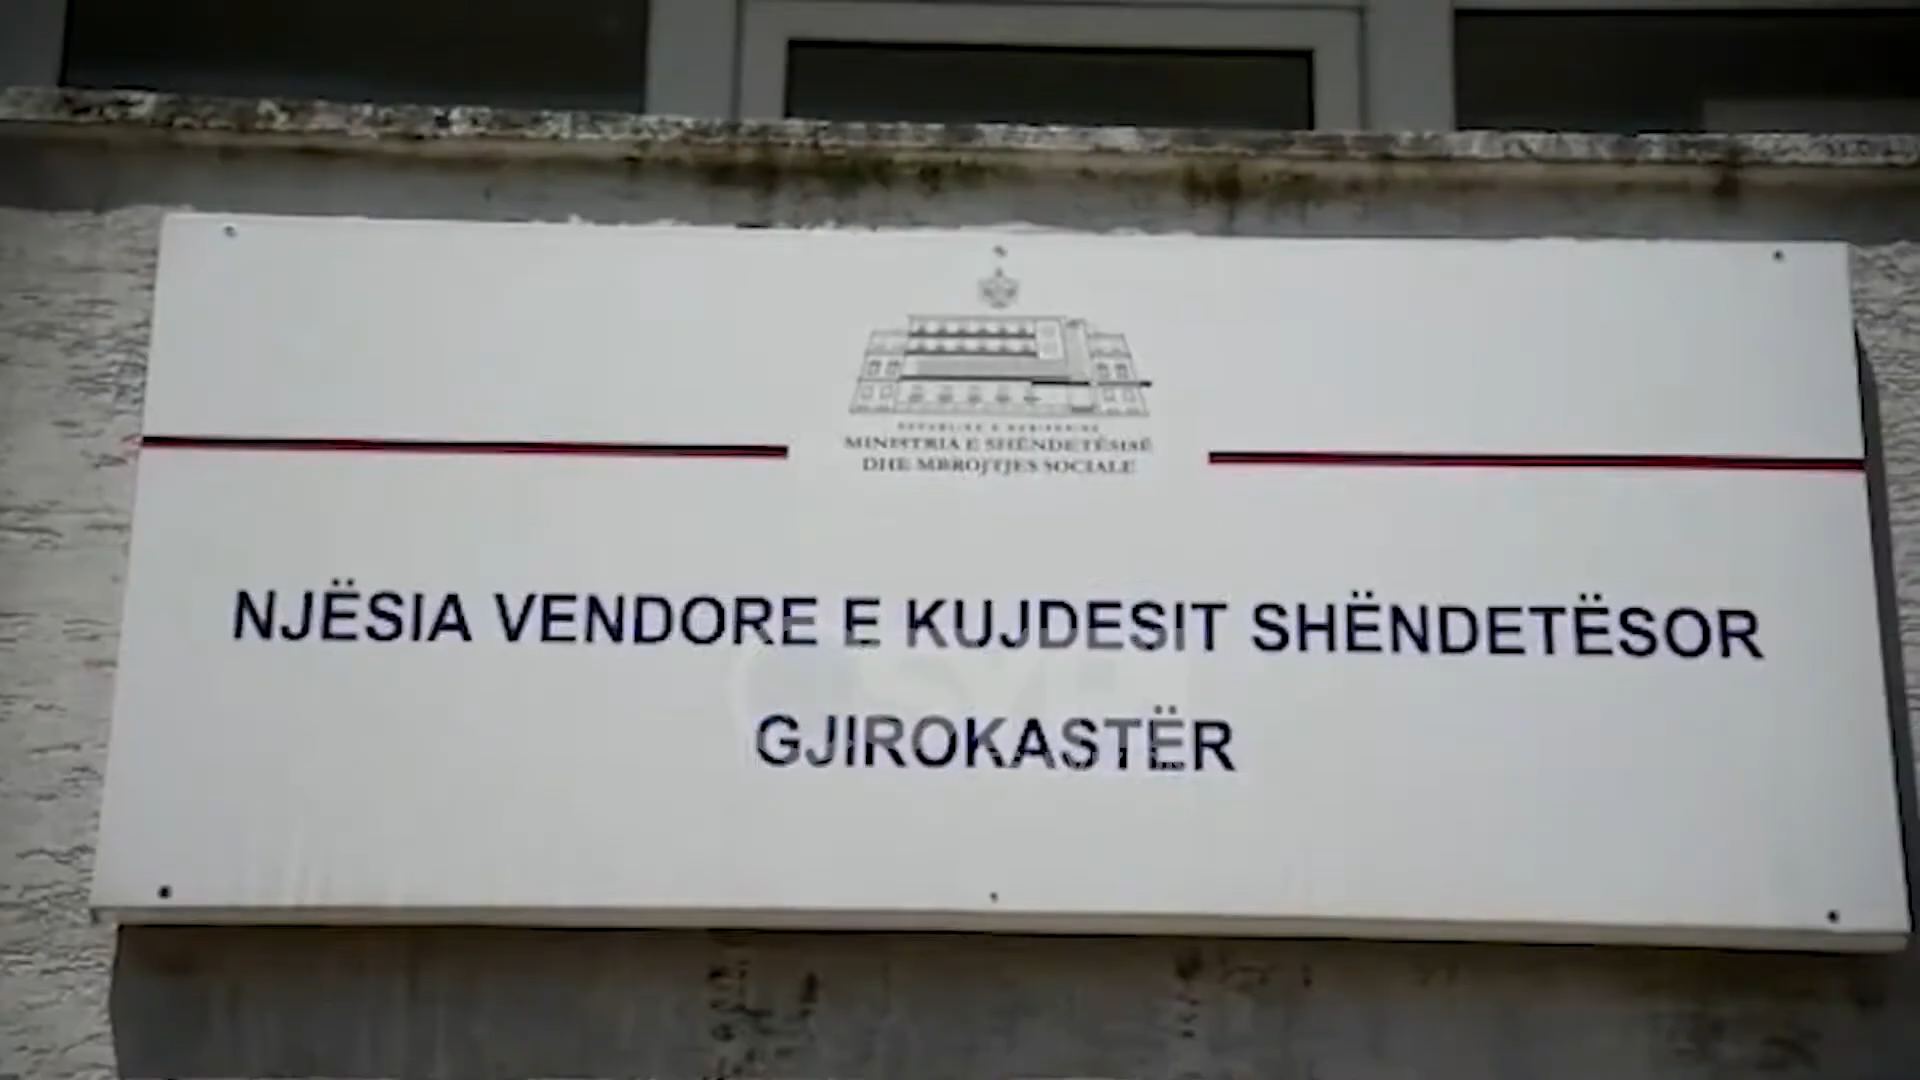 MINISTRIA E SHËNDETËSISË
DHE MBROJTJES SOCIALE
NJËSIA VENDORE E KUJDESIT SHËNDETËSOR
GJIROKASTËR